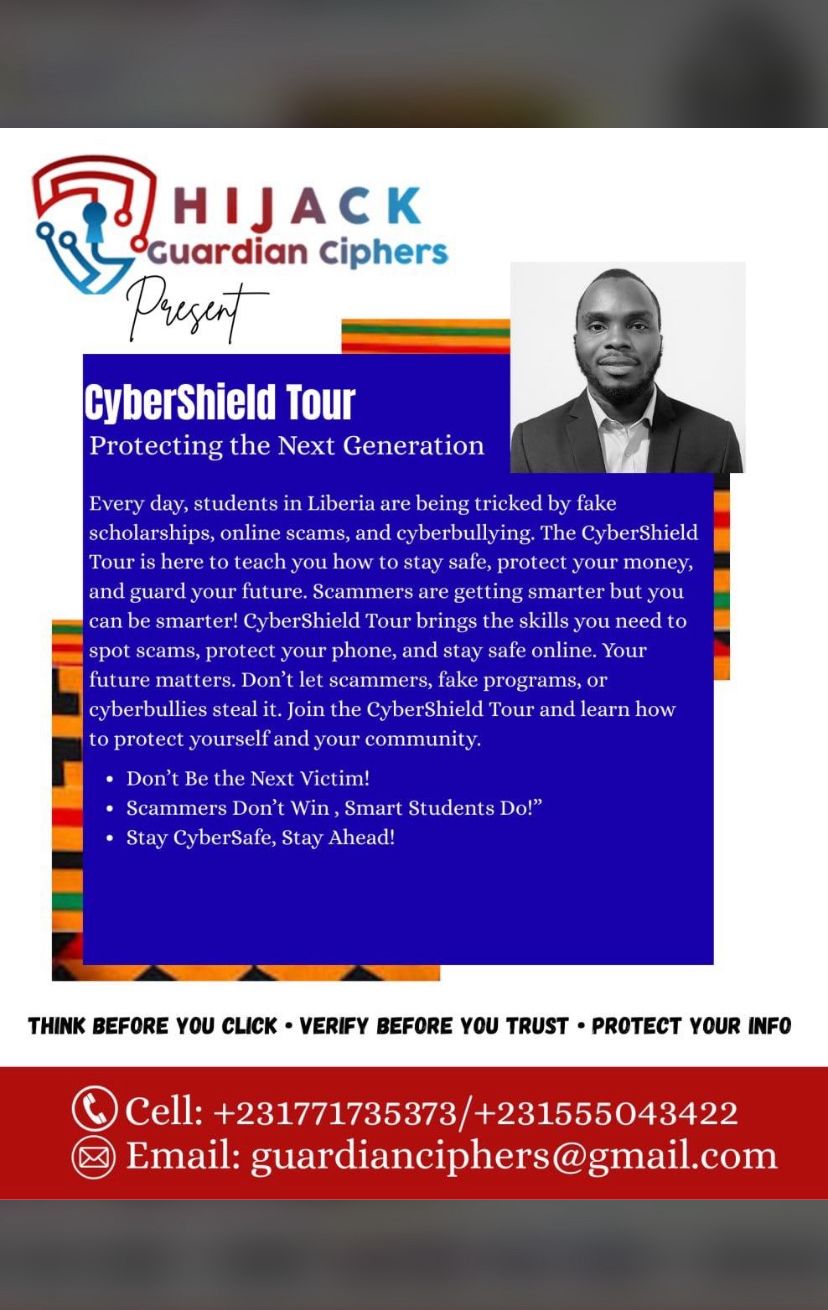 HIJACK
Guardian Ciphers
Present
CyberShield Tour
Protecting the Next Generation
Every day, students in Liberia are being tricked by fake
scholarships, online scams, and cyberbullying. The CyberShield
Tour is here to teach you how to stay safe, protect your money,
and guard your future. Scammers are getting smarter but you
can be smarter! CyberShield Tour brings the skills you need to
spot scams, protect your phone, and stay safe online. Your
future matters. Don’t let scammers, fake programs, or
cyberbullies steal it. Join the CyberShield Tour and learn how
to protect yourself and your community.
• Don’t Be the Next Victim!
• Scammers Don’t Win , Smart Students Do!”
• Stay CyberSafe, Stay Ahead!
THINK BEFORE YOU CLICK • VERIFY BEFORE YOU TRUST • PROTECT YOUR INFO
Cell: +231771735373/+231555043422
Email: guardianciphers@gmail.com